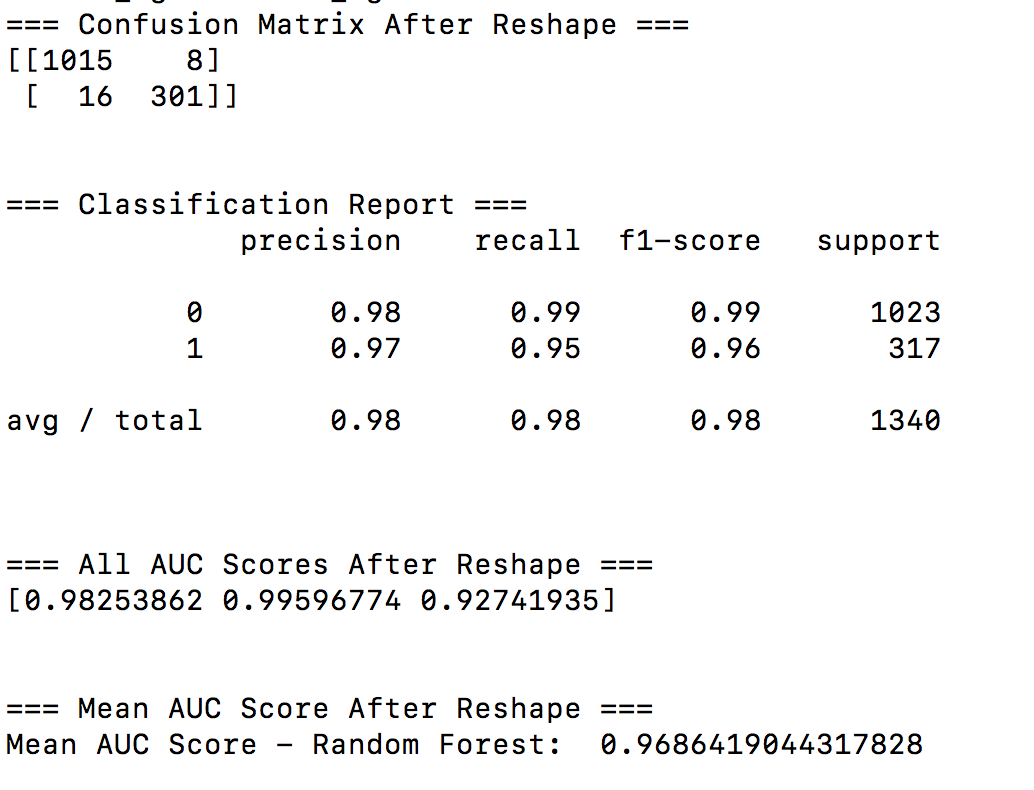 === Confusion Matrix After Reshape ===
[[1015    8]
 [  16  301]]
=== Classification Report ===
             precision    recall  f1-score   support
          0       0.98      0.99      0.99      1023
          1       0.97      0.95      0.96       317
avg / total       0.98      0.98      0.98      1340
=== All AUC Scores After Reshape ===
[0.98253862 0.99596774 0.92741935]
=== Mean AUC Score After Reshape ===
Mean AUC Score - Random Forest:  0.9686419044317828